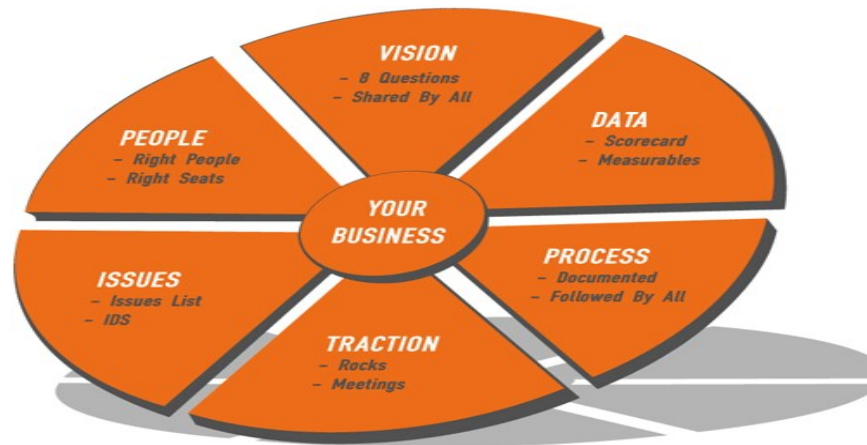 VISION
– 8 Questions
– Shared By All
DATA
– Scorecard
– Measurables
PEOPLE
– Right People
– Right Seats
YOUR
BUSINESS
PROCESS
– Documented
– Followed By All
ISSUES
– Issues List
– IDS
TRACTION
– Rocks
– Meetings